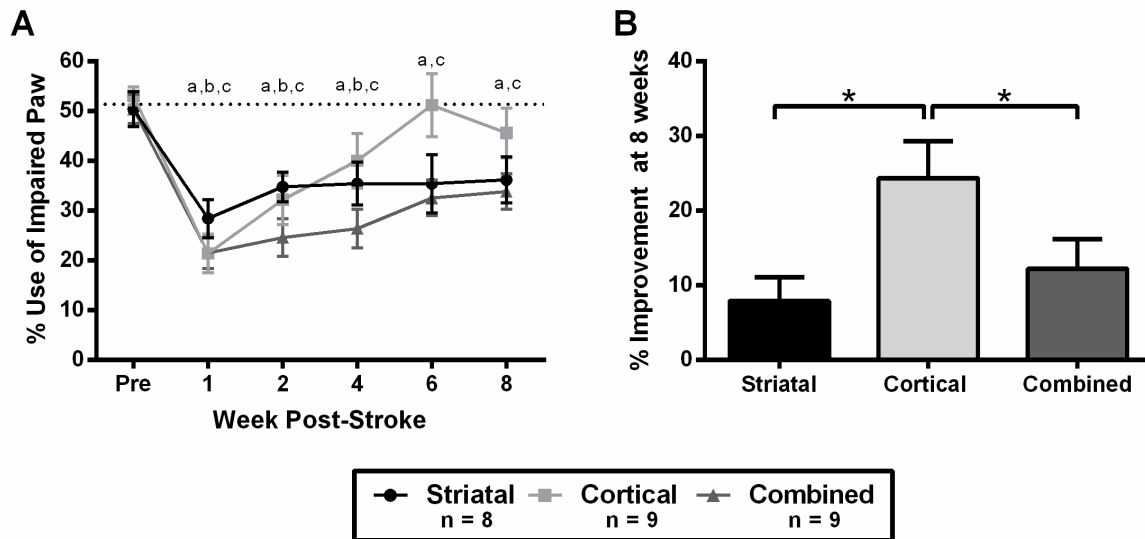 A
% Use of Impaired Paw
60
50
40
30
20
10
0
a,b,c
a,b,c
a,b,c
a,c
a,c
Pre
1
2
4
6
8
Week Post-Stroke
B
% Improvement at 8 weeks
40
30
20
10
0
*
*
Striatal
Cortical
Combined
Striatal
n = 8
Cortical
n = 9
Combined
n = 9